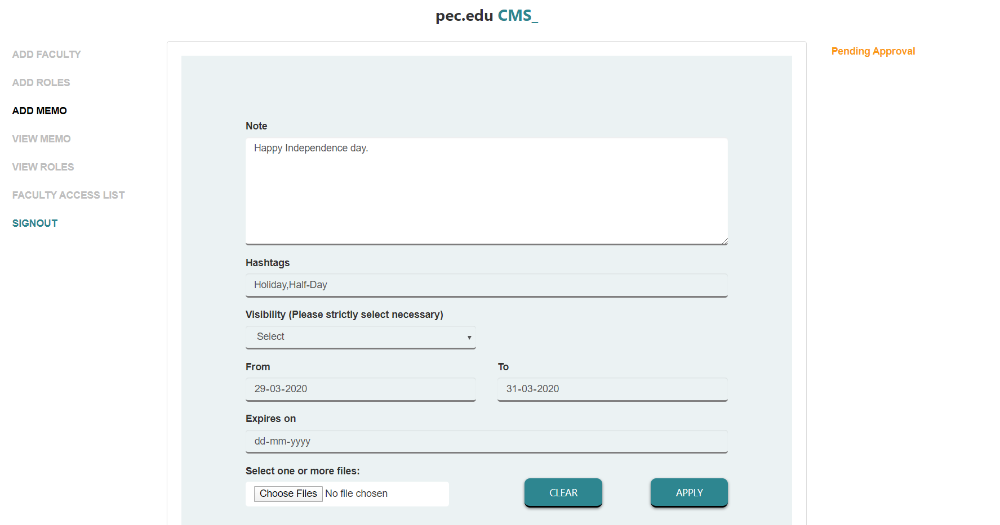 pec.edu CMS_
ADD FACULTY
ADD ROLES
ADD MEMO
VIEW MEMO
VIEW ROLES
FACULTY ACCESS LIST
SIGNOUT
Note
Happy Independence day.
Hashtags
Holiday,Half-Day
Visibility (Please strictly select necessary)
Select
From To
29-03-2020 31-03-2020
Expires on
dd-mm-yyyy
Select one or more files:
Choose Files No file chosen
CLEAR APPLY
Pending Approval